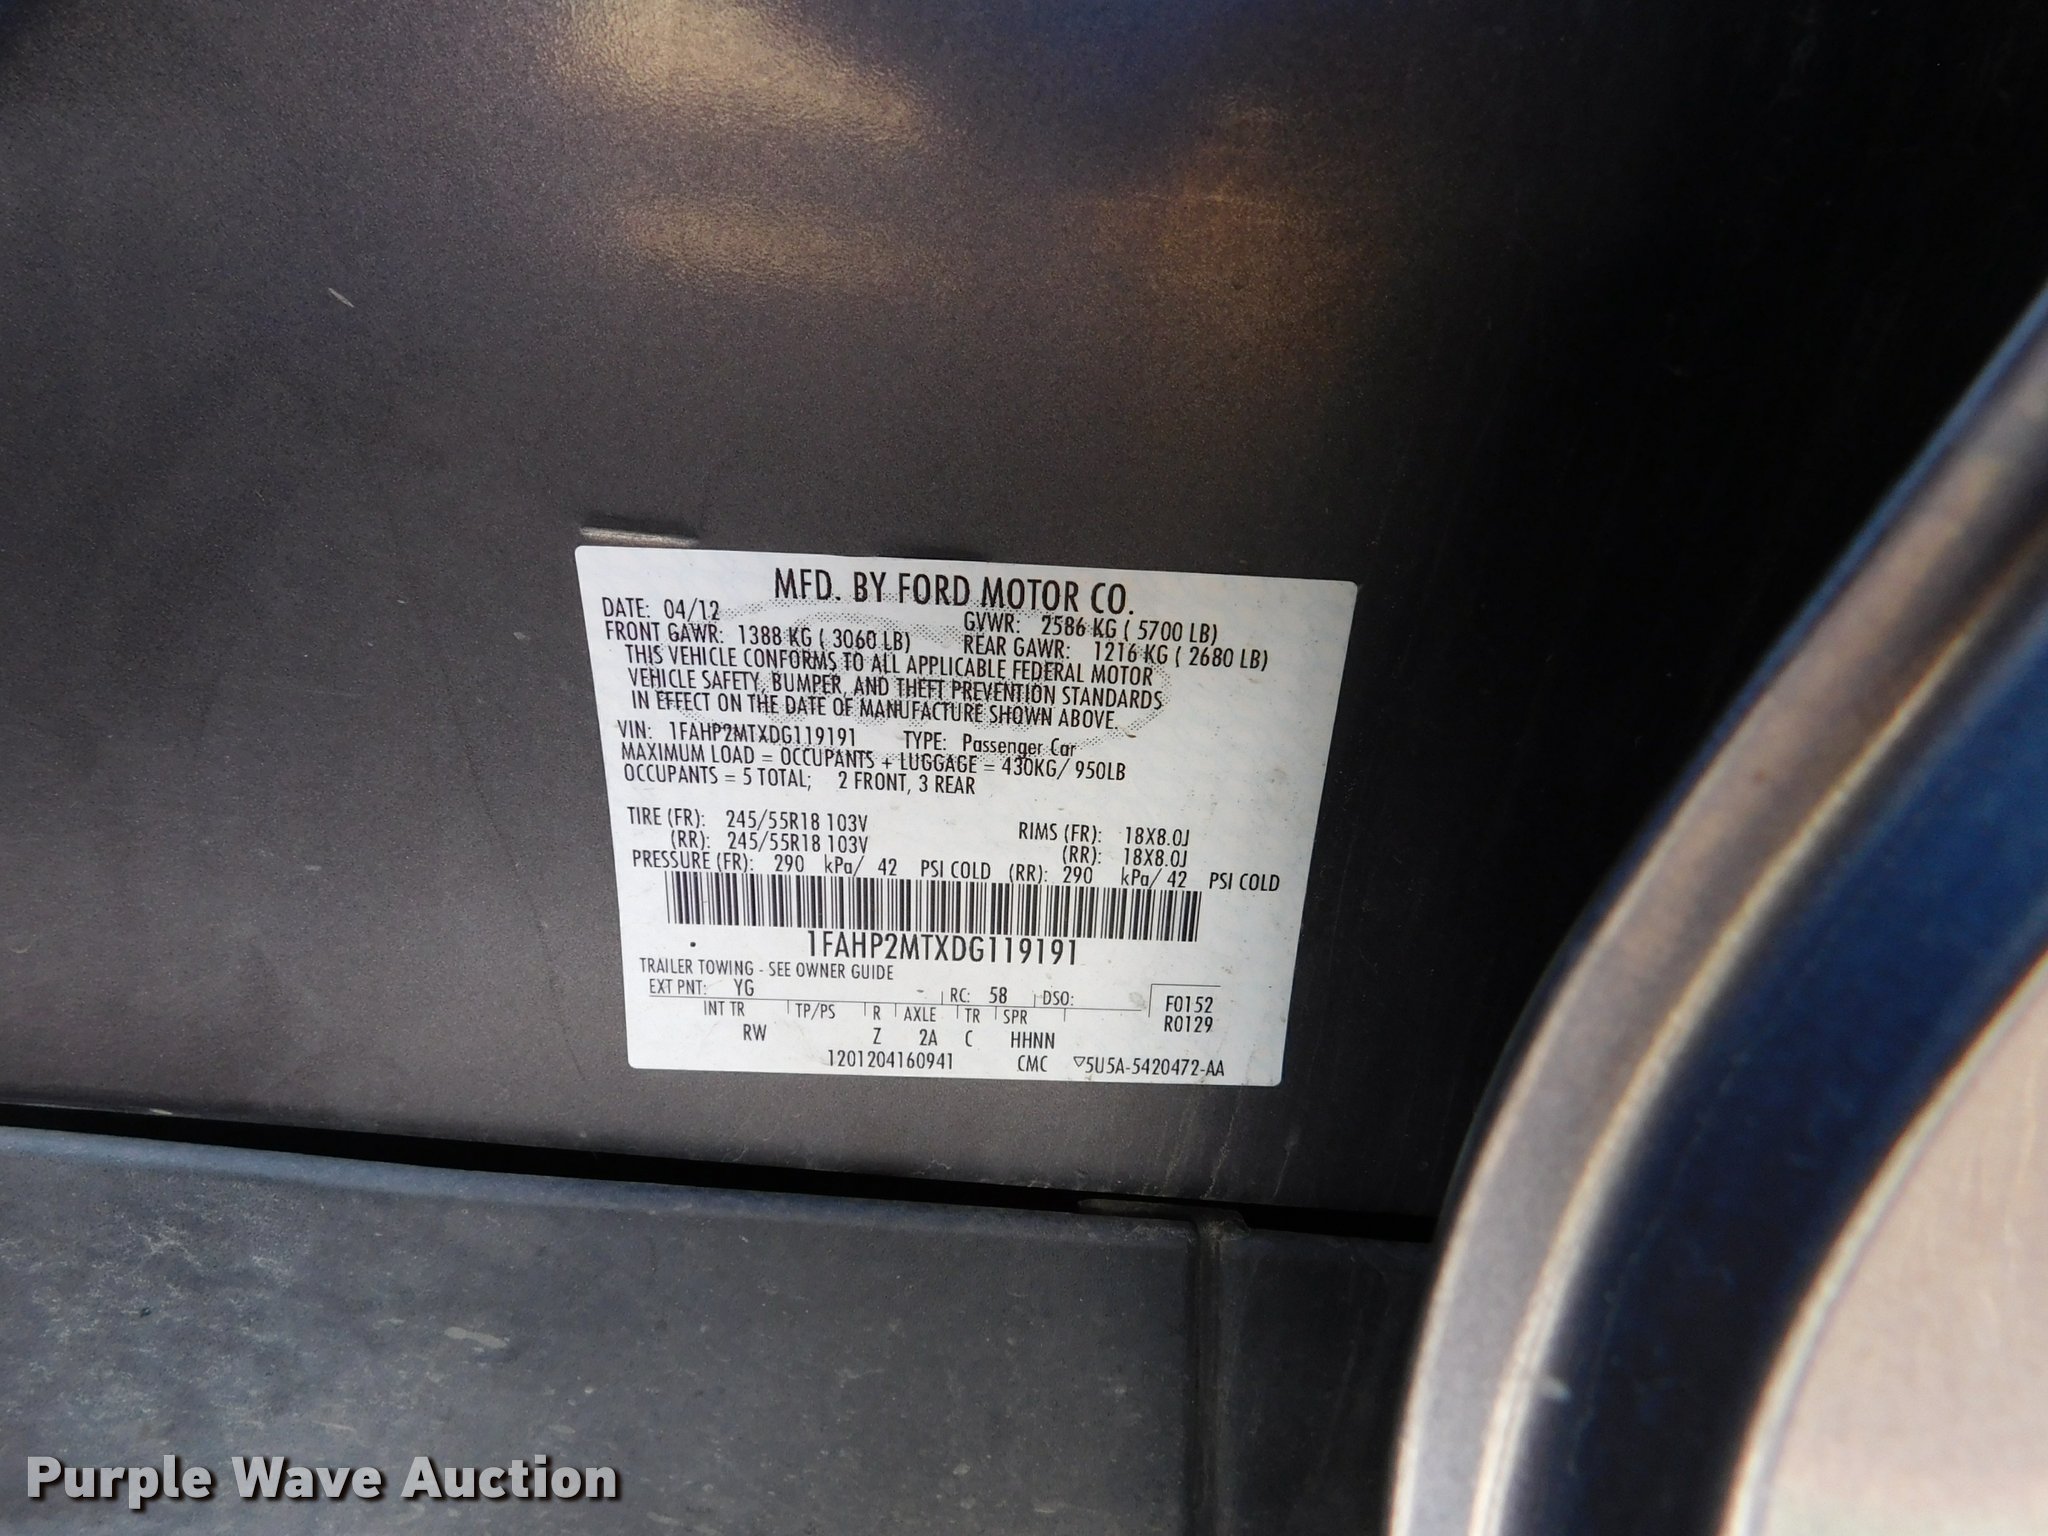 MFD. BY FORD MOTOR CO.
DATE: 04/12 GVWR: 2586 KG ( 5700 LB)
FRONT GAWR: 1388 KG ( 3060 LB) REAR GAWR: 1216 KG ( 2680 LB)
THIS VEHICLE CONFORMS TO ALL APPLICABLE FEDERAL MOTOR
VEHICLE SAFETY, BUMPER, AND THEFT PREVENTION STANDARDS
IN EFFECT ON THE DATE OF MANUFACTURE SHOWN ABOVE.
VIN: 1FAHP2MTXDG119191 TYPE: Passenger Car
MAXIMUM LOAD = OCCUPANTS + LUGGAGE = 430KG/ 950LB
OCCUPANTS = 5 TOTAL; 2 FRONT, 3 REAR
TIRE (FR): 245/55R18 103V RIMS (FR): 18X8.0J
(RR): 245/55R18 103V (RR): 18X8.0J
PRESSURE (FR): 290 kPa/ 42 PSI COLD (RR): 290 kPa/ 42 PSI COLD
1FAHP2MTXDG119191
TRAILER TOWING - SEE OWNER GUIDE
EXT PNT: YG RC: 58 DSO: F0152
INT TR TP/PS R AXLE TR SPR R0129
RW Z 2A C HHNN
1201204160941 CMC ▽5U5A-5420472-AA
Purple Wave Auction